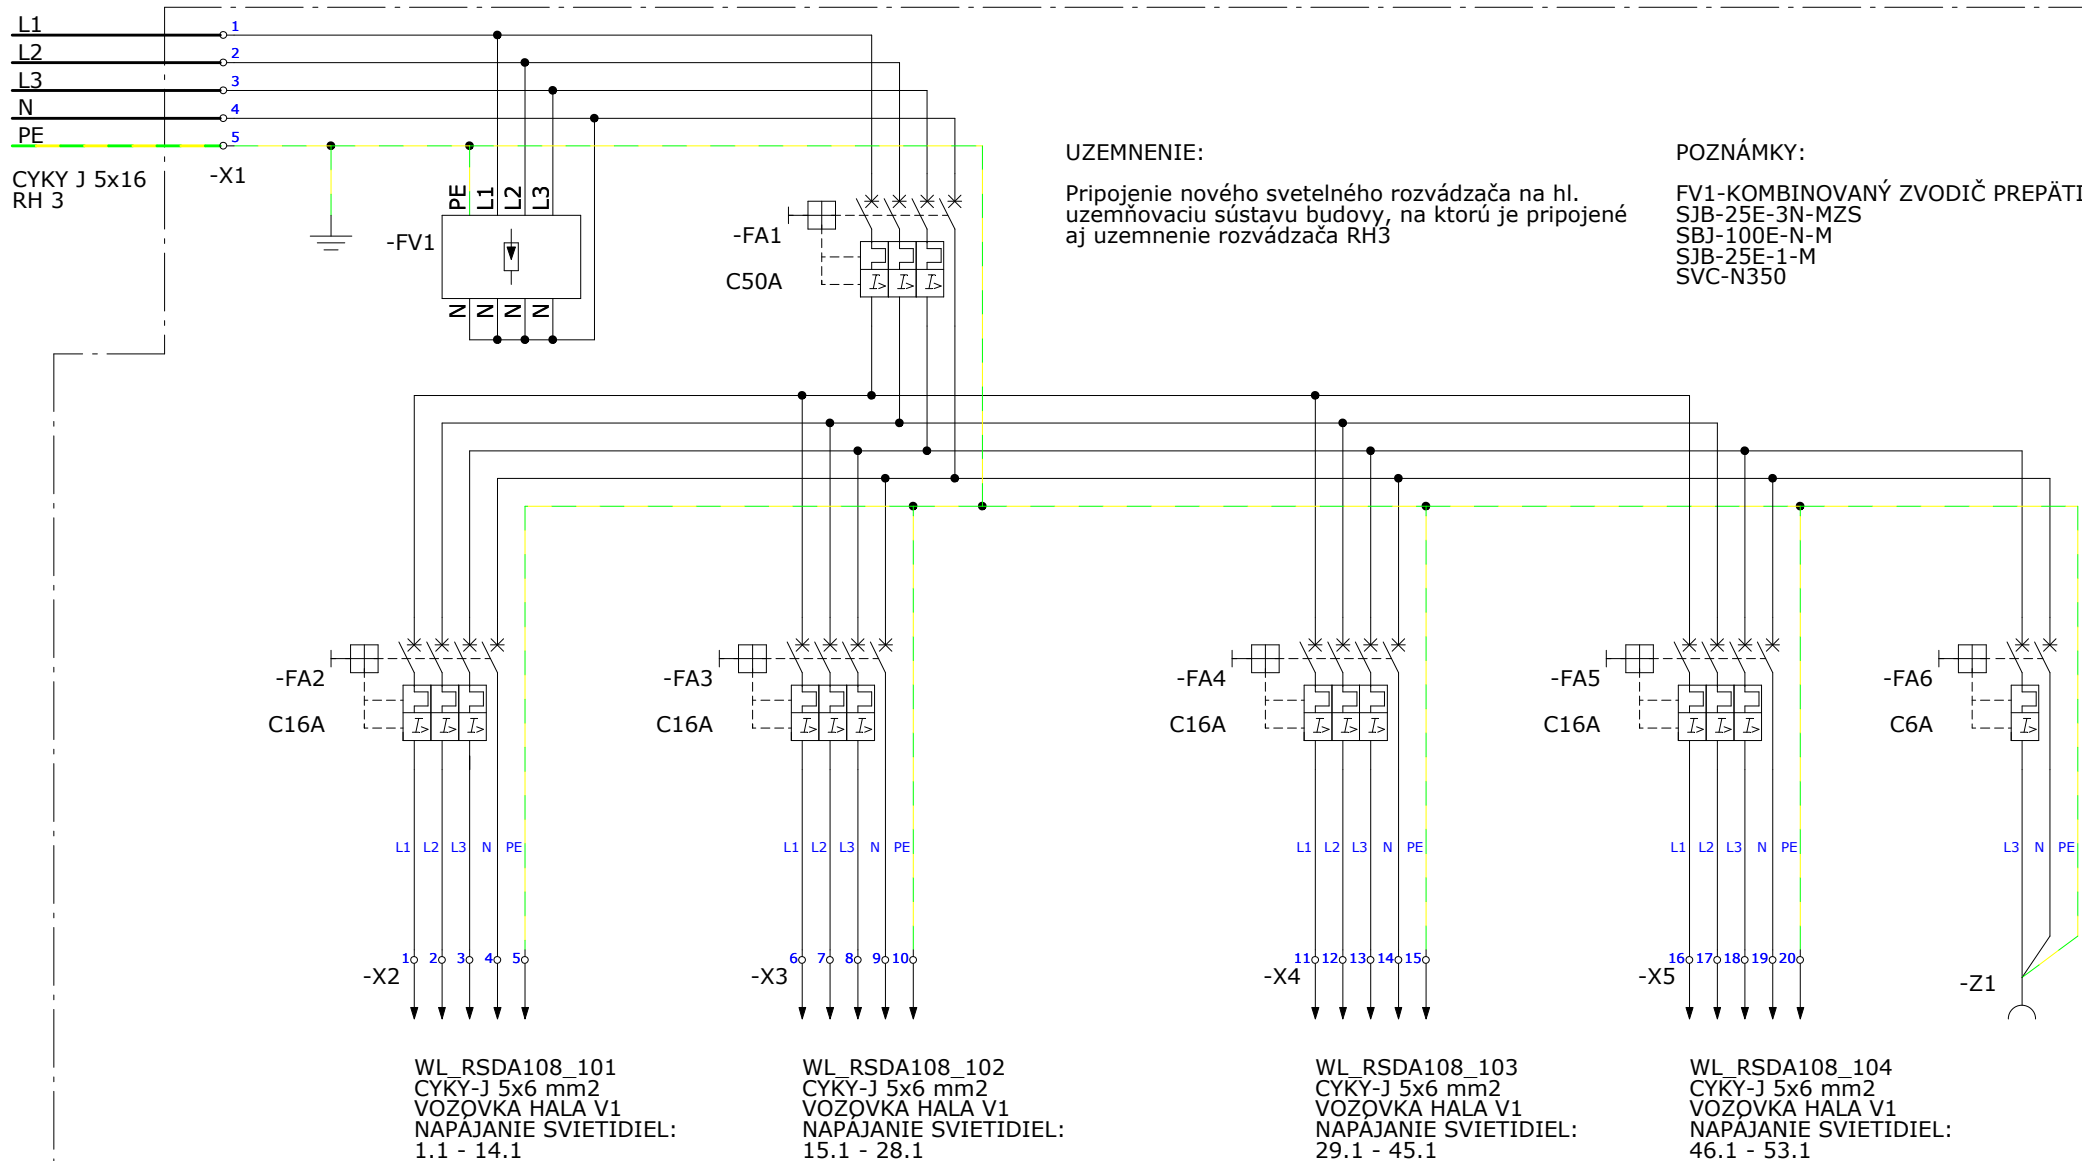 L1
1
L2
2
L3
3
N
4
PE
5
CYKY J 5x16
RH 3
-X1
PE L1 L2 L3
-FV1
N N N N
-FA1
C50A
I> I> I>
UZEMNENIE:
Pripojenie nového svetelného rozvádzača na hl.
uzemňovaciu sústavu budovy, na ktorú je pripojené
aj uzemnenie rozvádzača RH3
POZNÁMKY:
FV1-KOMBINOVANÝ ZVODIČ PREPÄTI
SJB-25E-3N-MZS
SBJ-100E-N-M
SJB-25E-1-M
SVC-N350
-FA2
C16A
I> I> I>
-FA3
C16A
I> I> I>
-FA4
C16A
I> I> I>
-FA5
C16A
I> I> I>
-FA6
C6A
I>
L1 L2 L3 N PE
L1 L2 L3 N PE
L1 L2 L3 N PE
L1 L2 L3 N PE
L3 N PE
1 2 3 4 5
-X2
6 7 8 9 10
-X3
11 12 13 14 15
-X4
16 17 18 19 20
-X5
-Z1
WL_RSDA108_101
CYKY-J 5x6 mm2
VOZOVKA HALA V1
NAPÁJANIE SVIETIDIEL:
1.1 - 14.1
WL_RSDA108_102
CYKY-J 5x6 mm2
VOZOVKA HALA V1
NAPÁJANIE SVIETIDIEL:
15.1 - 28.1
WL_RSDA108_103
CYKY-J 5x6 mm2
VOZOVKA HALA V1
NAPÁJANIE SVIETIDIEL:
29.1 - 45.1
WL_RSDA108_104
CYKY-J 5x6 mm2
VOZOVKA HALA V1
NAPÁJANIE SVIETIDIEL:
46.1 - 53.1